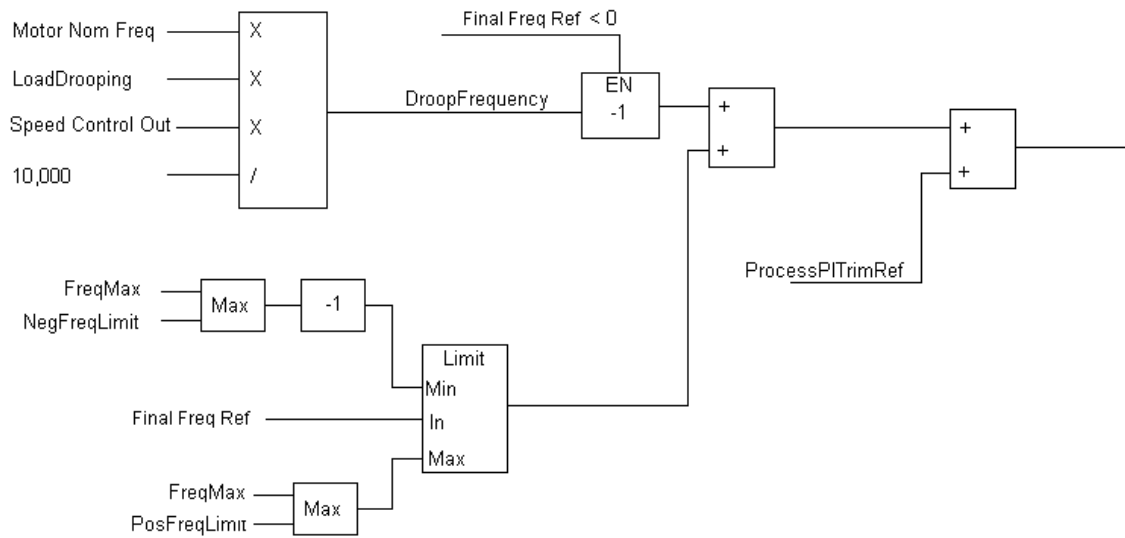 Final Freq Ref < 0
Motor Nom Freq
X
LoadDrooping
X
EN
-1
DroopFrequency
+
+
Speed Control Out
X
10,000
/
+
+
ProcessPITrimRef
FreqMax
NegFreqLimit
Max
-1
Limit
Min
In
Max
Final Freq Ref
FreqMax
PosFreqLimit
Max